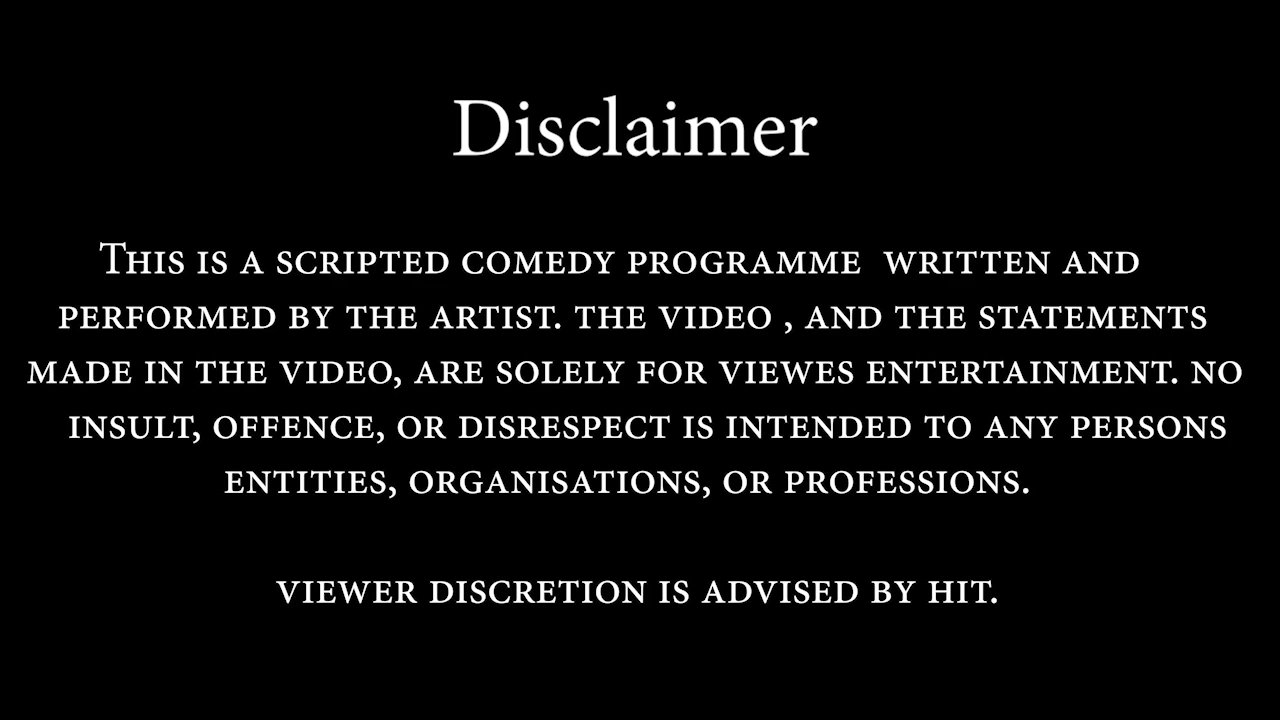 Disclaimer
This is a scripted comedy programme  written and
performed by the artist. the video , and the statements
made in the video, are solely for viewes entertainment. no
insult, offence, or disrespect is intended to any persons
entities, organisations, or professions.
viewer discretion is advised by hit.